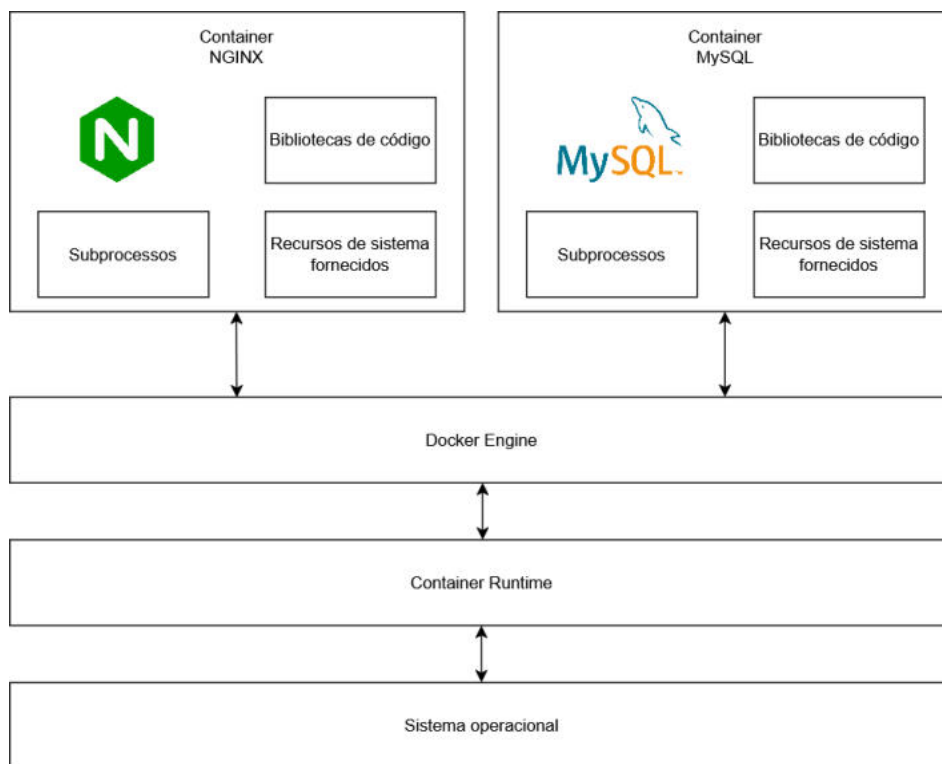 Container
NGINX
N
Bibliotecas de código
Subprocessos
Recursos de sistema
fornecidos
Container
MySQL
MySQL™
Bibliotecas de código
Subprocessos
Recursos de sistema
fornecidos
Docker Engine
Container Runtime
Sistema operacional